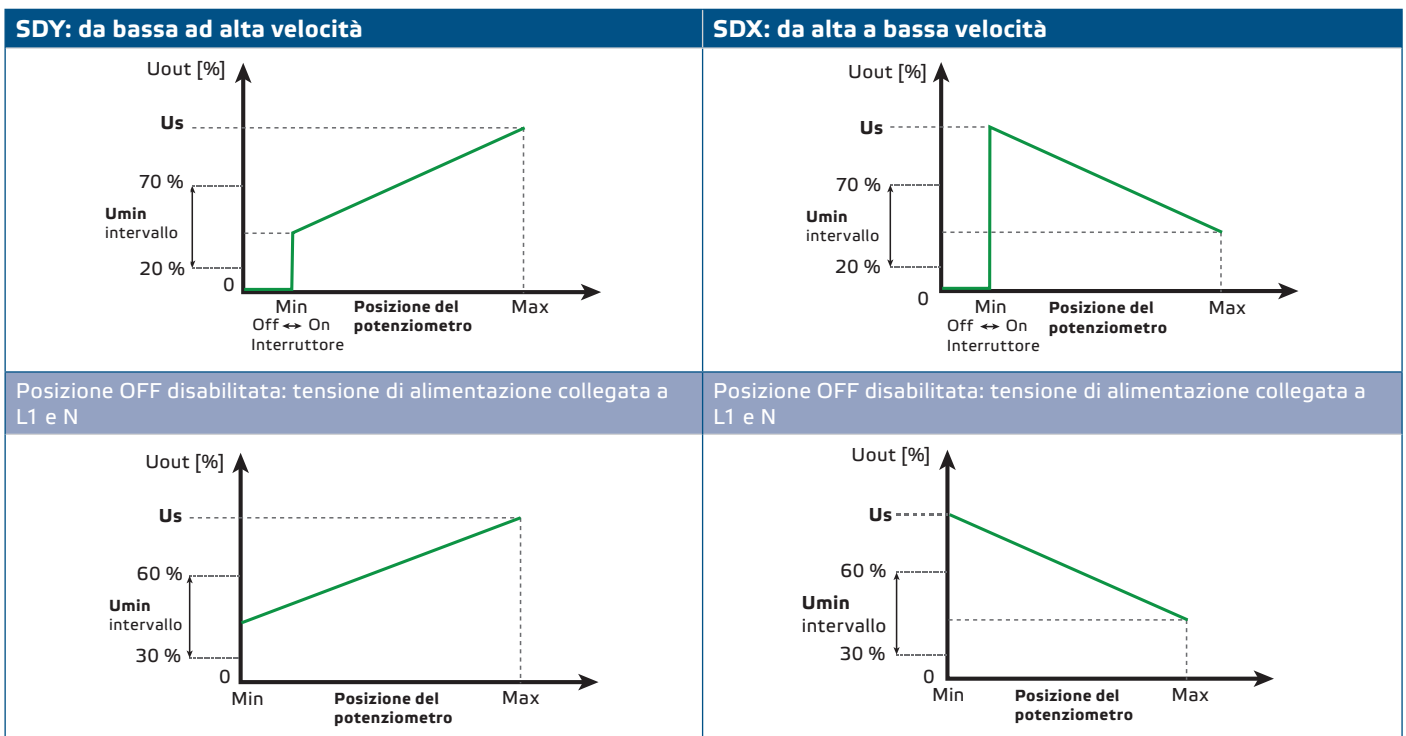 SDY: da bassa ad alta velocità
SDX: da alta a bassa velocità
Uout [%]
Us
70 %
Umin
intervallo
20 %
0
Min
Off ↔ On
Interruttore
Posizione del
potenziometro
Max
Uout [%]
Us
70 %
Umin
intervallo
20 %
0
Min
Off ↔ On
Interruttore
Posizione del
potenziometro
Max
Posizione OFF disabilitata: tensione di alimentazione collegata a
L1 e N
Posizione OFF disabilitata: tensione di alimentazione collegata a
L1 e N
Uout [%]
Us
60 %
Umin
intervallo
30 %
0
Min
Posizione del
potenziometro
Max
Uout [%]
Us
60 %
Umin
intervallo
30 %
0
Min
Posizione del
potenziometro
Max